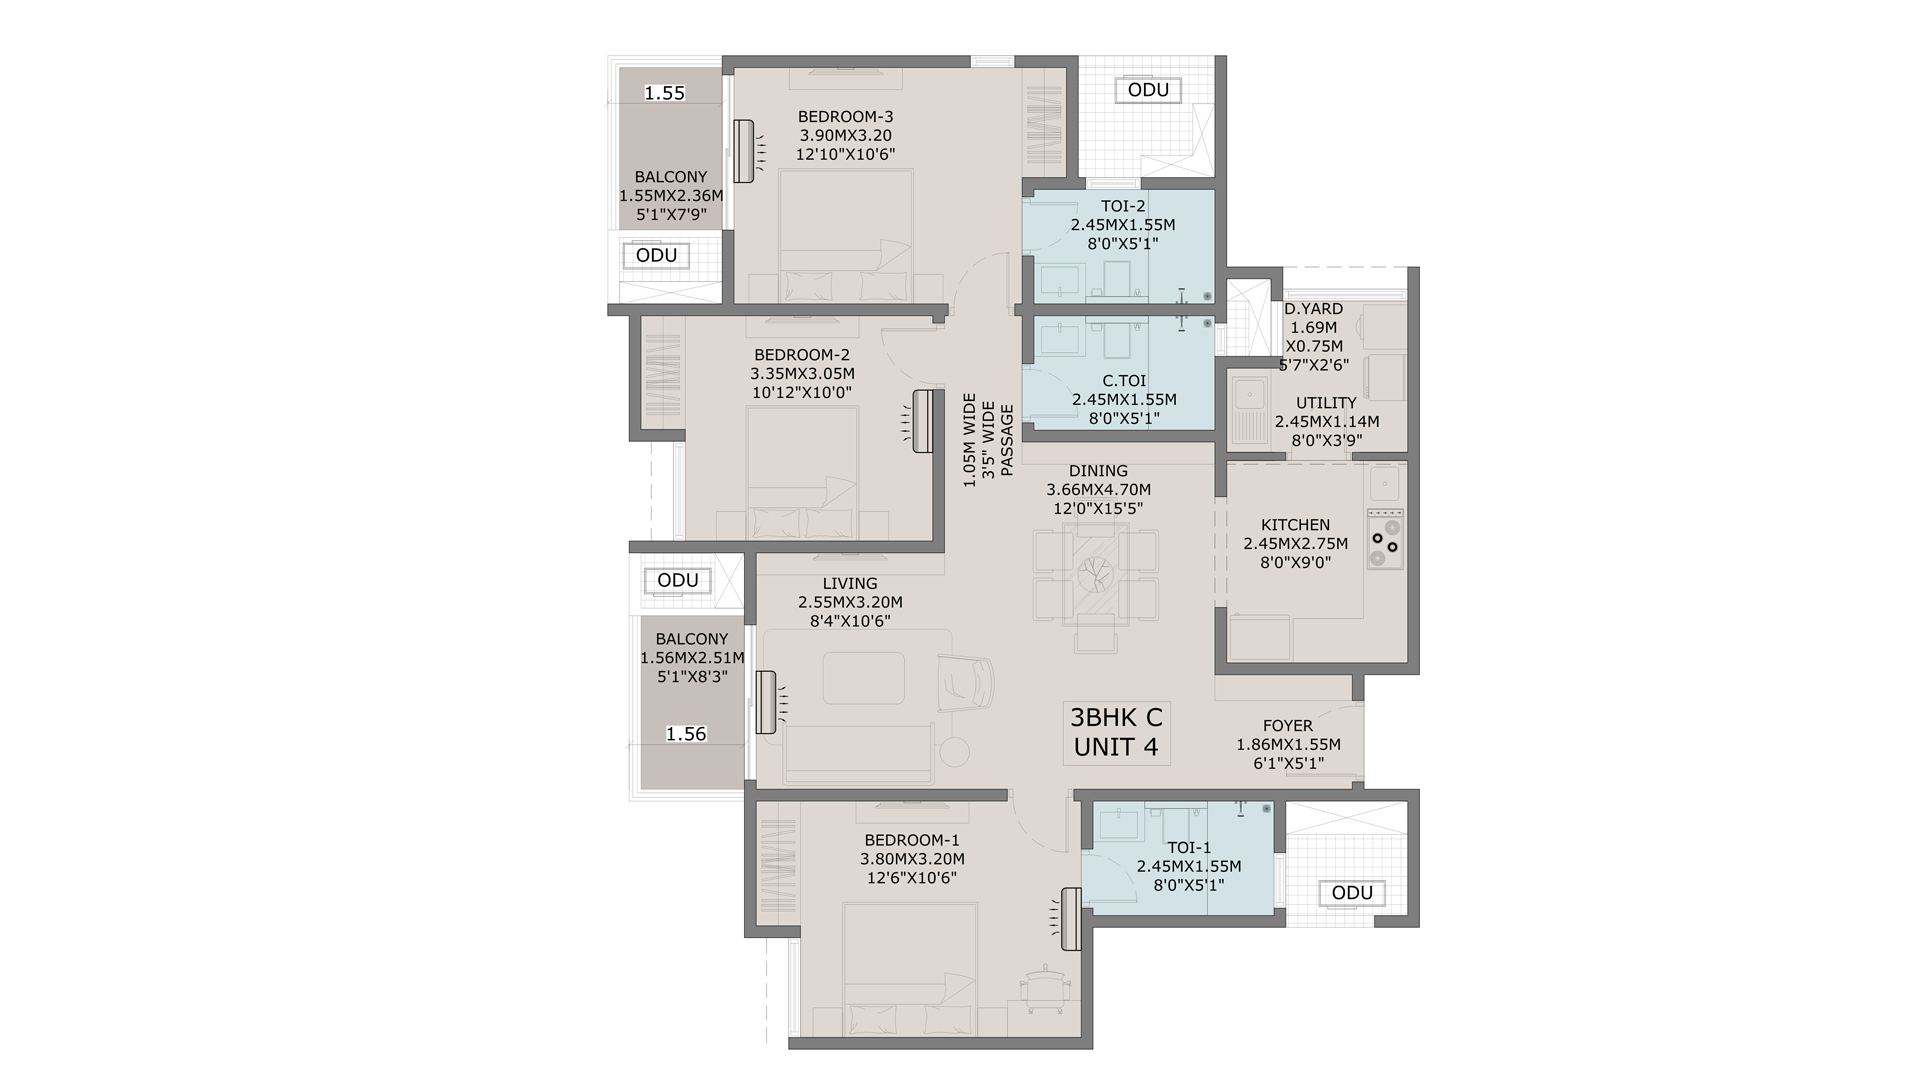 1.55
BEDROOM-3
3.90MX3.20
12'10"X10'6"
ODU
BALCONY
1.55MX2.36M
5'1"X7'9"
ODU
TOI-2
2.45MX1.55M
8'0"X5'1"
BEDROOM-2
3.35MX3.05M
10'12"X10'0"
C.TOI
2.45MX1.55M
8'0"X5'1"
D.YARD
1.69M
X0.75M
5'7"X2'6"
UTILITY
2.45MX1.14M
8'0"X3'9"
1.05M WIDE
3'5" WIDE
PASSAGE
DINING
3.66MX4.70M
12'0"X15'5"
KITCHEN
2.45MX2.75M
8'0"X9'0"
ODU
LIVING
2.55MX3.20M
8'4"X10'6"
BALCONY
1.56MX2.51M
5'1"X8'3"
1.56
3BHK C
UNIT 4
FOYER
1.86MX1.55M
6'1"X5'1"
BEDROOM-1
3.80MX3.20M
12'6"X10'6"
TOI-1
2.45MX1.55M
8'0"X5'1"
ODU